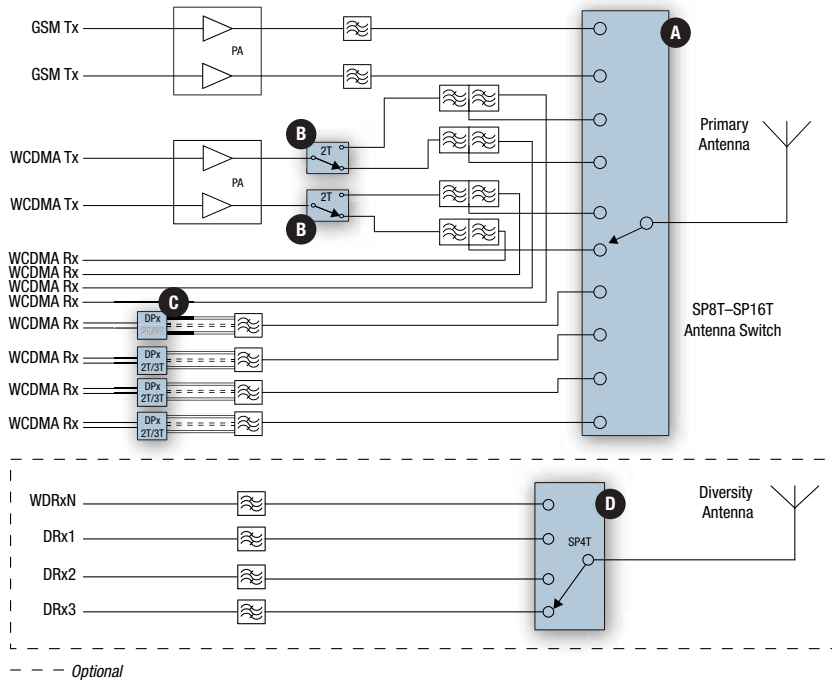 GSM Tx
PA
A
GSM Tx
B
2T
Primary
Antenna
WCDMA Tx
PA
2T
WCDMA Tx
B
WCDMA Rx
WCDMA Rx
WCDMA Rx
WCDMA Rx
C
SP8T–SP16T
Antenna Switch
WCDMA Rx
DPx
WCDMA Rx
DPx
2T/3T
WCDMA Rx
DPx
2T/3T
WCDMA Rx
DPx
2T/3T
WDRxN
D
Diversity
Antenna
DRx1
SP4T
DRx2
DRx3
Optional